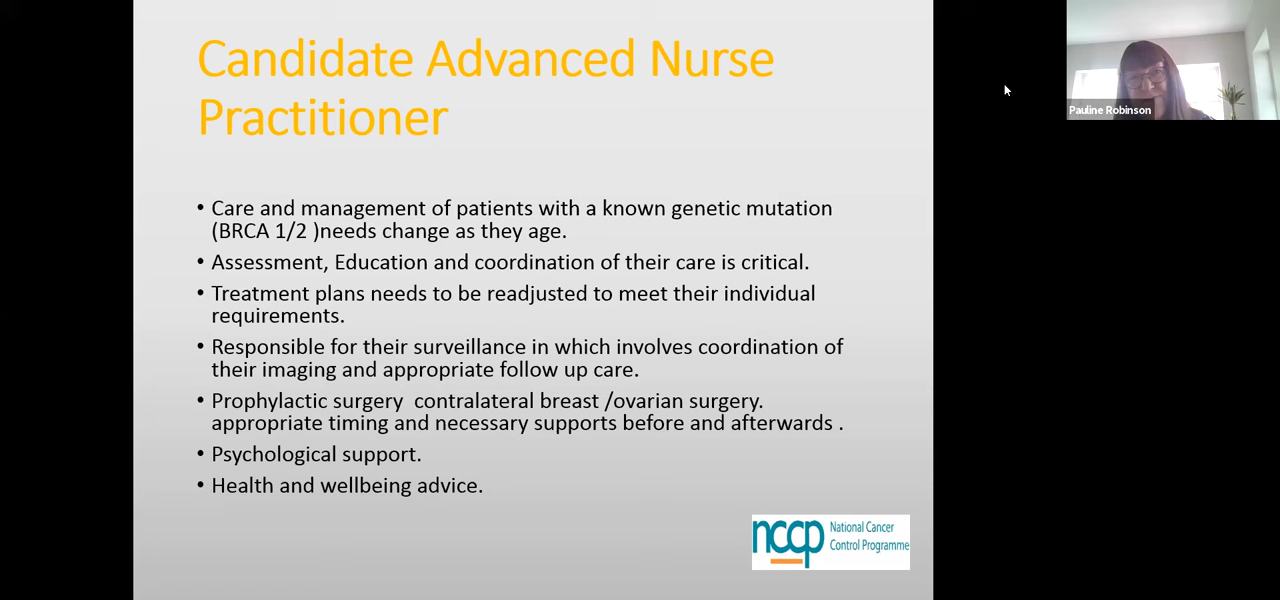 Candidate Advanced Nurse
Practitioner
Pauline Robinson
• Care and management of patients with a known genetic mutation
(BRCA 1/2 )needs change as they age.
• Assessment, Education and coordination of their care is critical.
• Treatment plans needs to be readjusted to meet their individual
requirements.
• Responsible for their surveillance in which involves coordination of
their imaging and appropriate follow up care.
• Prophylactic surgery  contralateral breast /ovarian surgery.
appropriate timing and necessary supports before and afterwards .
• Psychological support.
• Health and wellbeing advice.
nccp National Cancer
Control Programme